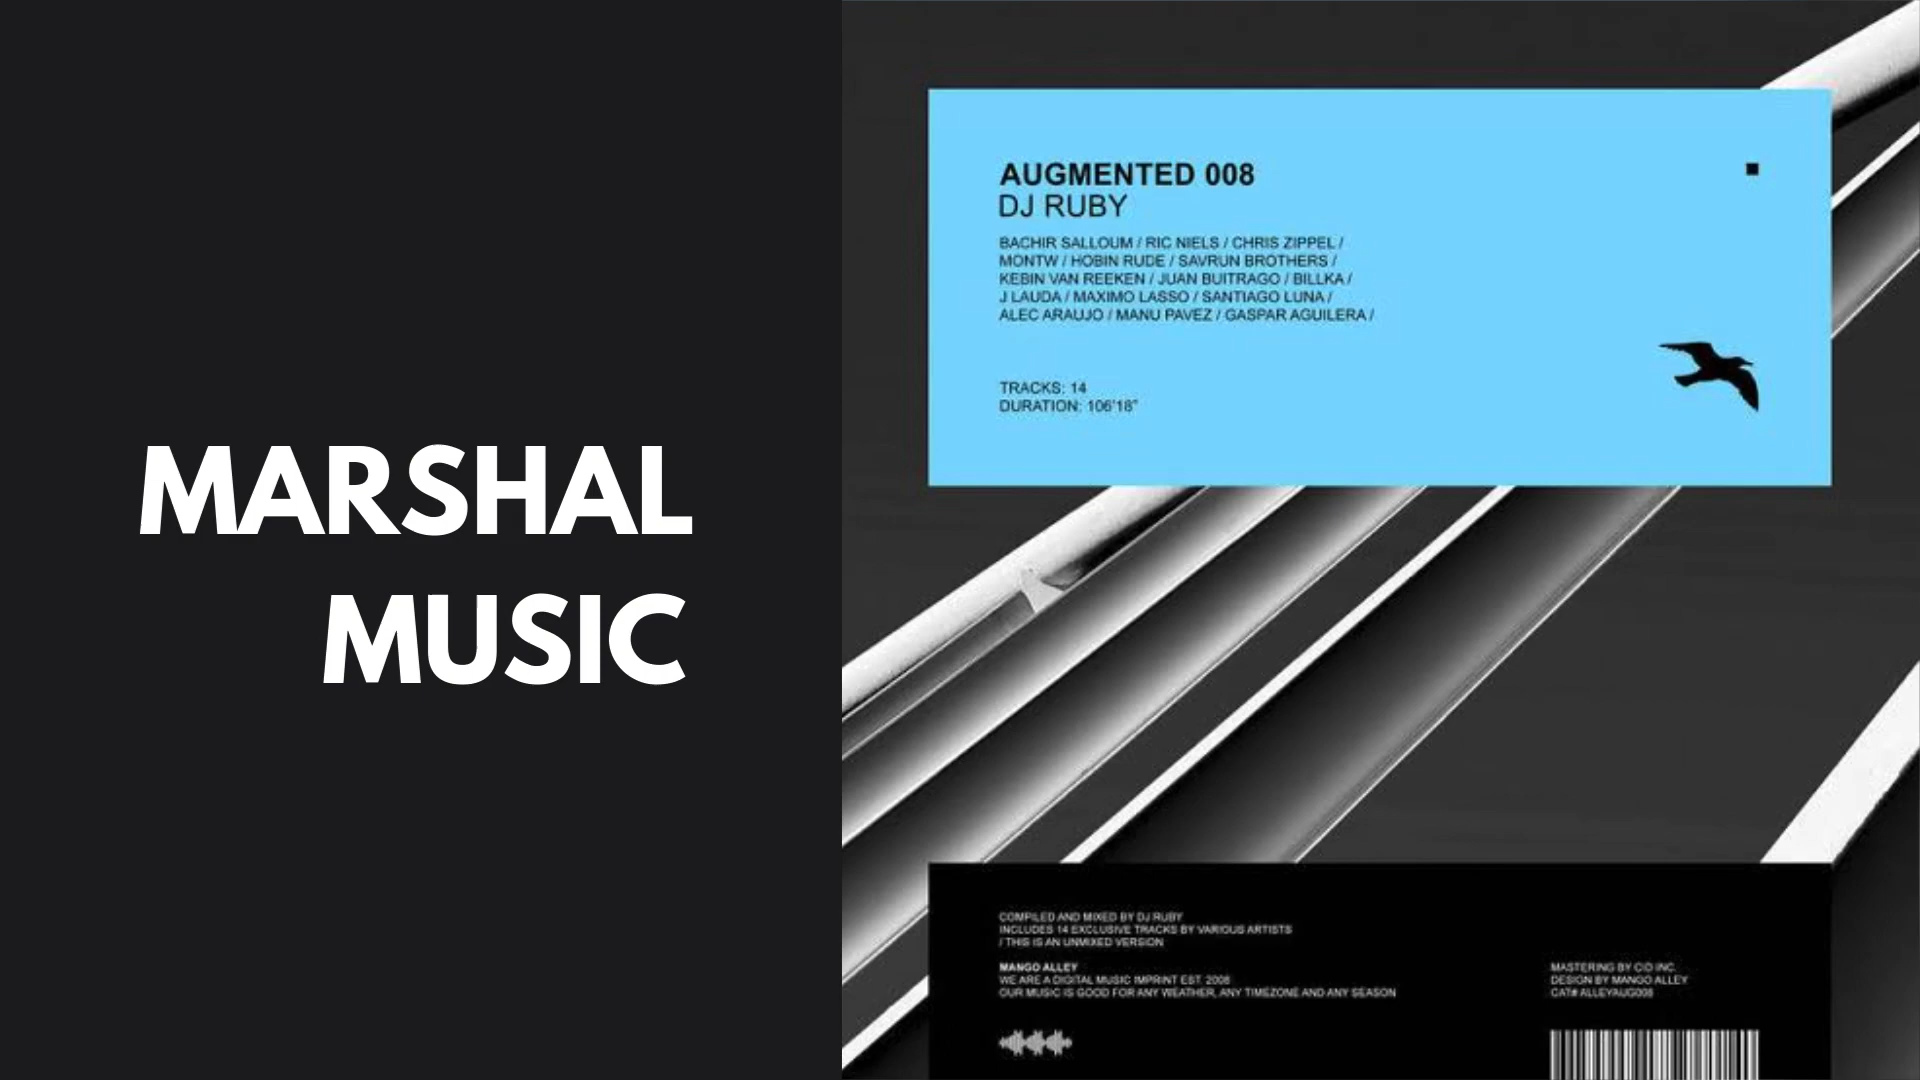 MARSHAL
MUSIC
AUGMENTED 008
DJ RUBY
BACHIR SALLOUM / RIC NIELS / CHRIS ZIPPEL /
MONTW / HOBIN RUDE / SAVRUN BROTHERS /
KEBIN VAN REEKEN / JUAN BUITRAGO / BILLKA /
J LAUDA / MAXIMO LASSO / SANTIAGO LUNA /
ALEC ARAUJO / MANU PAVEZ / GASPAR AGUILERA /
TRACKS: 14
DURATION: 106'18"
COMPILED AND MIXED BY DJ RUBY
INCLUDES 14 EXCLUSIVE TRACKS BY VARIOUS ARTISTS
/ THIS IS AN UNMIXED VERSION
MANGO ALLEY
WE ARE A DIGITAL MUSIC IMPRINT EST. 2008
OUR MUSIC IS GOOD FOR ANY WEATHER, ANY TIMEZONE AND ANY SEASON
MASTERING BY CID INC.
DESIGN BY MANGO ALLEY
CAT# ALLEYAUG008